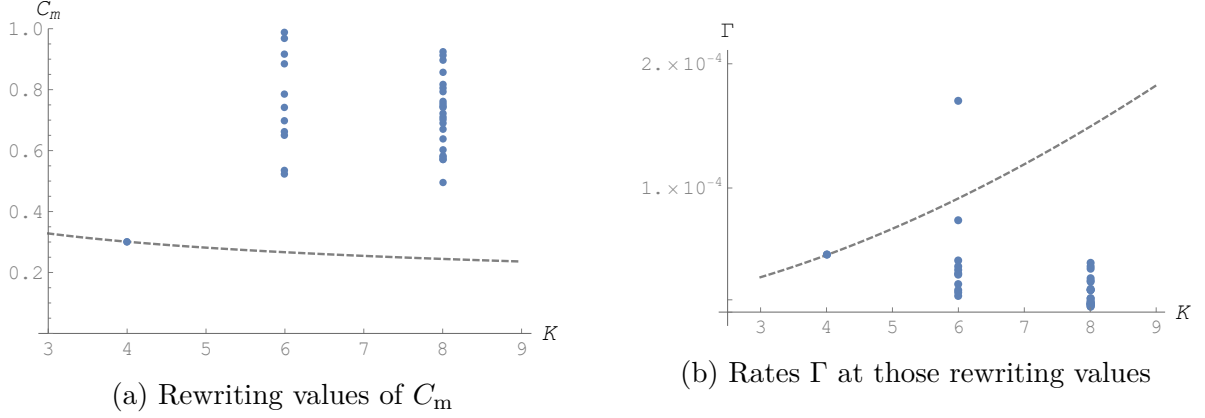 C_m
1.0
0.8
0.6
0.4
0.2
3 4 5 6 7 8 9 K
(a) Rewriting values of C_m
Γ
2.×10⁻⁴
1.×10⁻⁴
3 4 5 6 7 8 9 K
(b) Rates Γ at those rewriting values